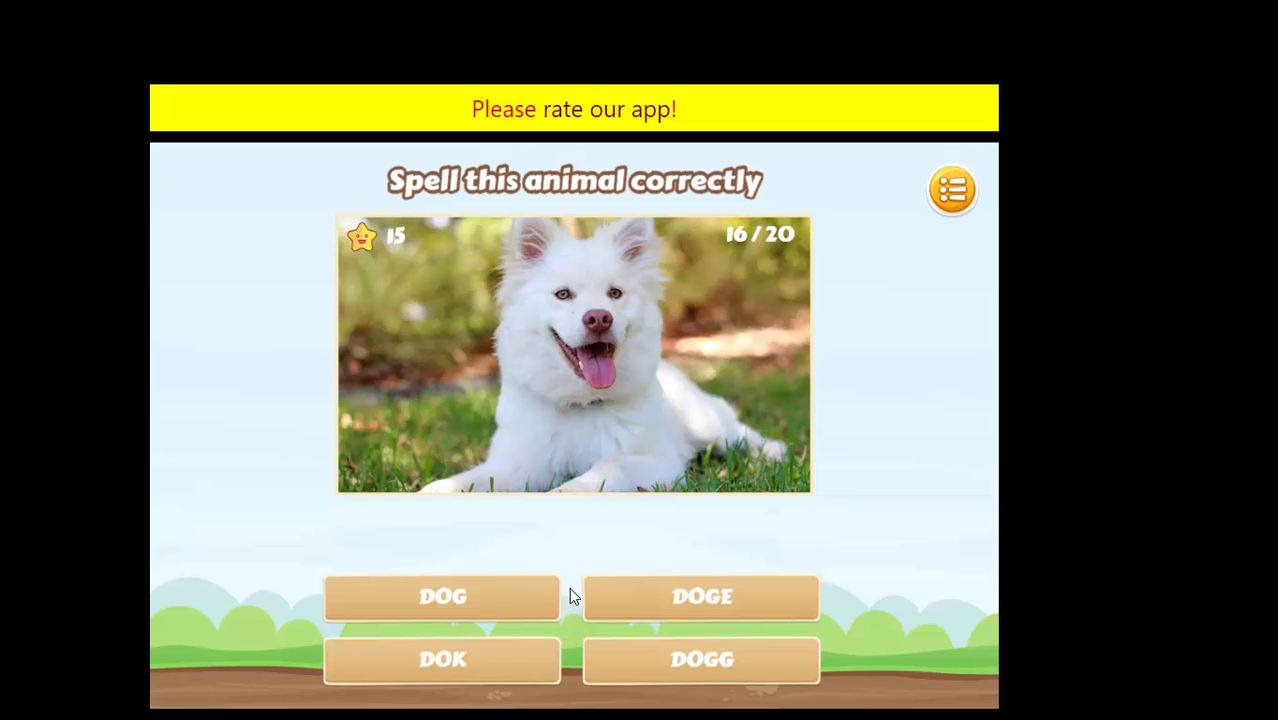 Please rate our app!
Spell this animal correctly
15
16 / 20
DOG
DOGE
DOK
DOGG